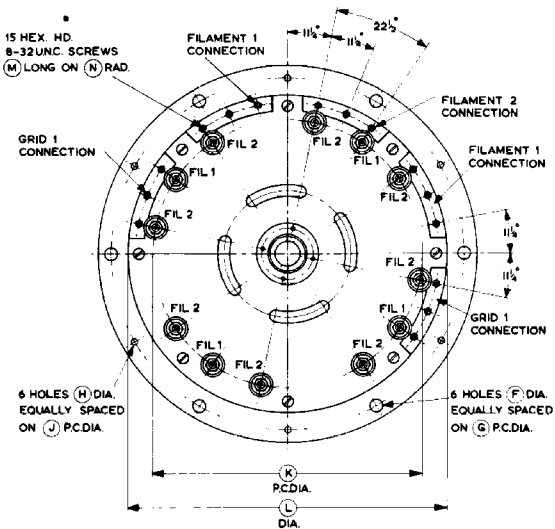 15 HEX. HD.
8-32 U.N.C. SCREWS
M LONG ON N RAD.
FILAMENT 1
CONNECTION
11¼°
11¼°
22½°
GRID 1
CONNECTION
FILAMENT 2
CONNECTION
FILAMENT 1
CONNECTION
FIL 2
FIL 2
FIL 1
FIL 1
FIL 2
FIL 2
11¼°
11¼°
FIL 2
FIL 2
FIL 1
FIL 1
FIL 2
FIL 2
GRID 1
CONNECTION
6 HOLES H DIA.
EQUALLY SPACED
ON J P.C.DIA.
6 HOLES F DIA.
EQUALLY SPACED
ON G P.C.DIA.
K
P.C.DIA.
L
DIA.